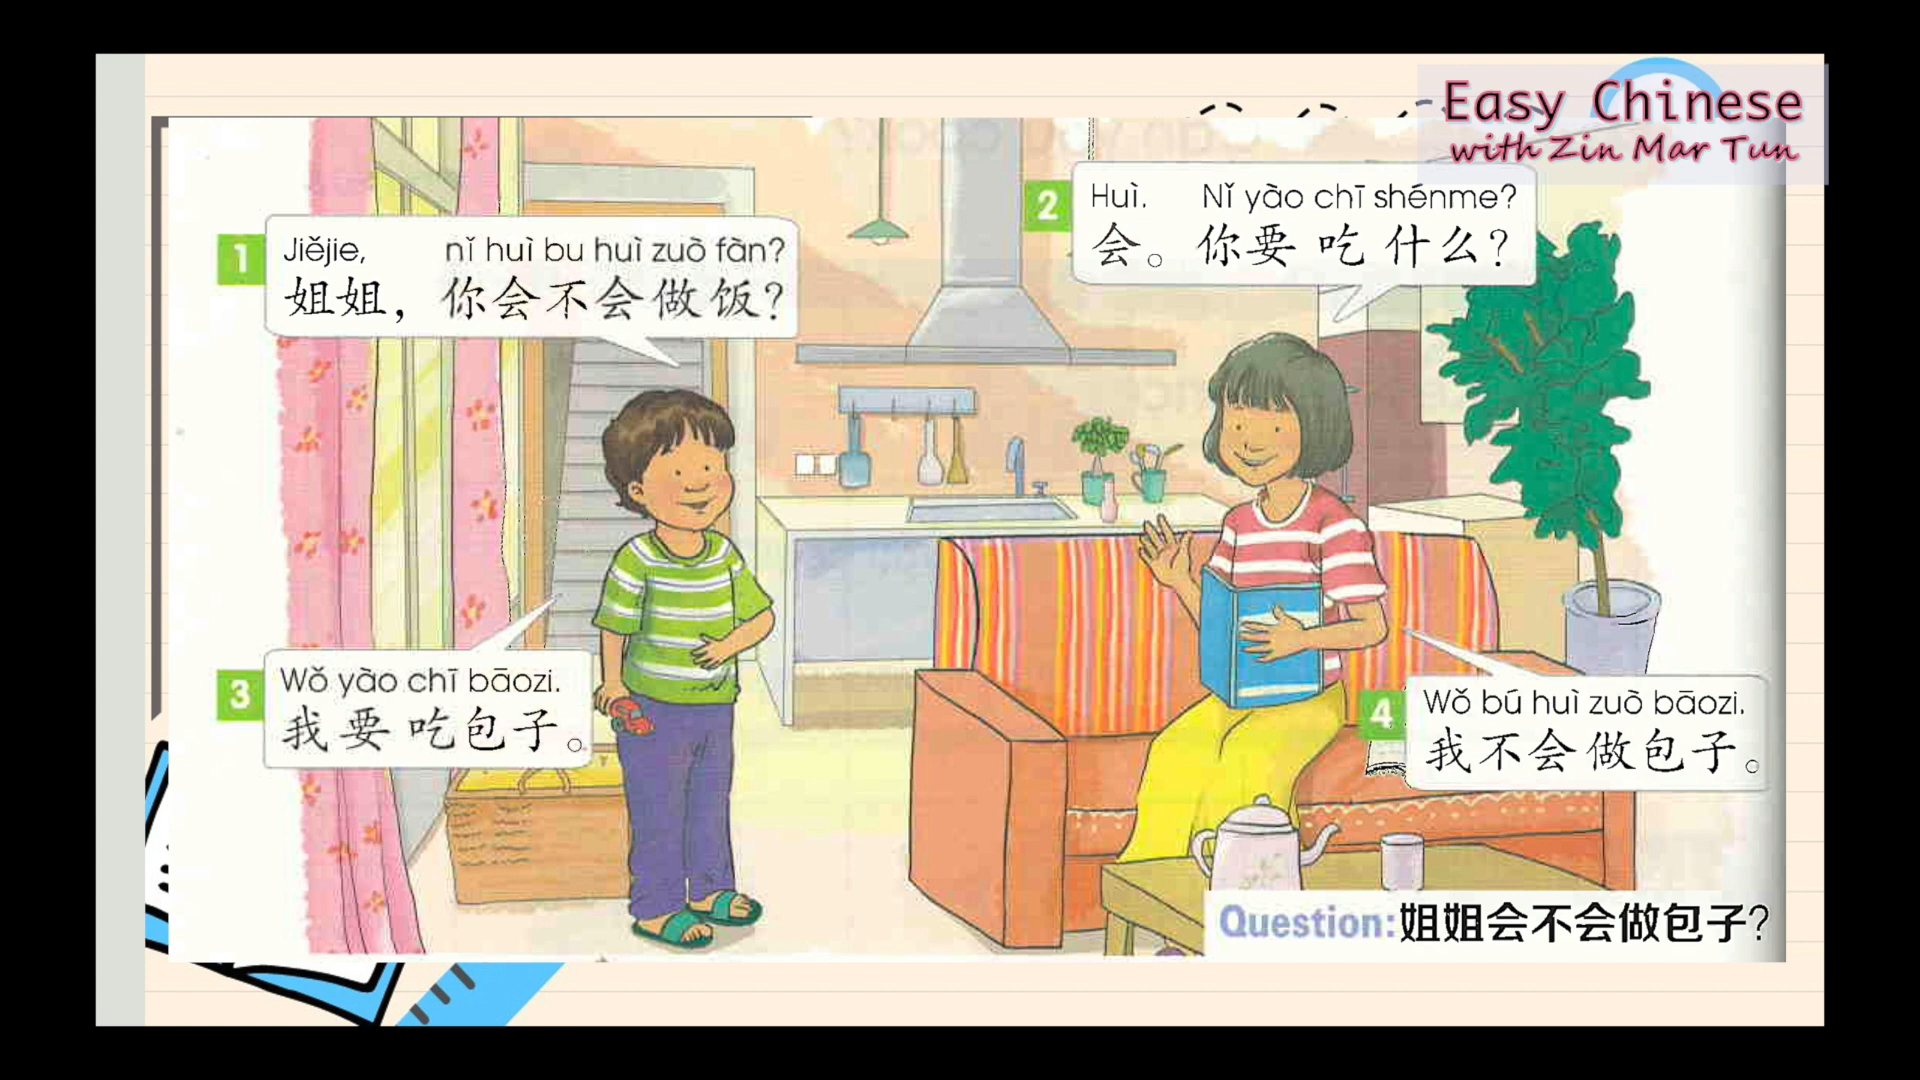 Easy Chinese
with Zin Mar Tun
1
Jiějie, nǐ huì bu huì zuò fàn?
姐姐，你会不会做饭？
2
Huì. Nǐ yào chī shénme?
会。你要吃什么？
3
Wǒ yào chī bāozi.
我要吃包子。
4
Wǒ bú huì zuò bāozi.
我不会做包子。
Question:姐姐会不会做包子?